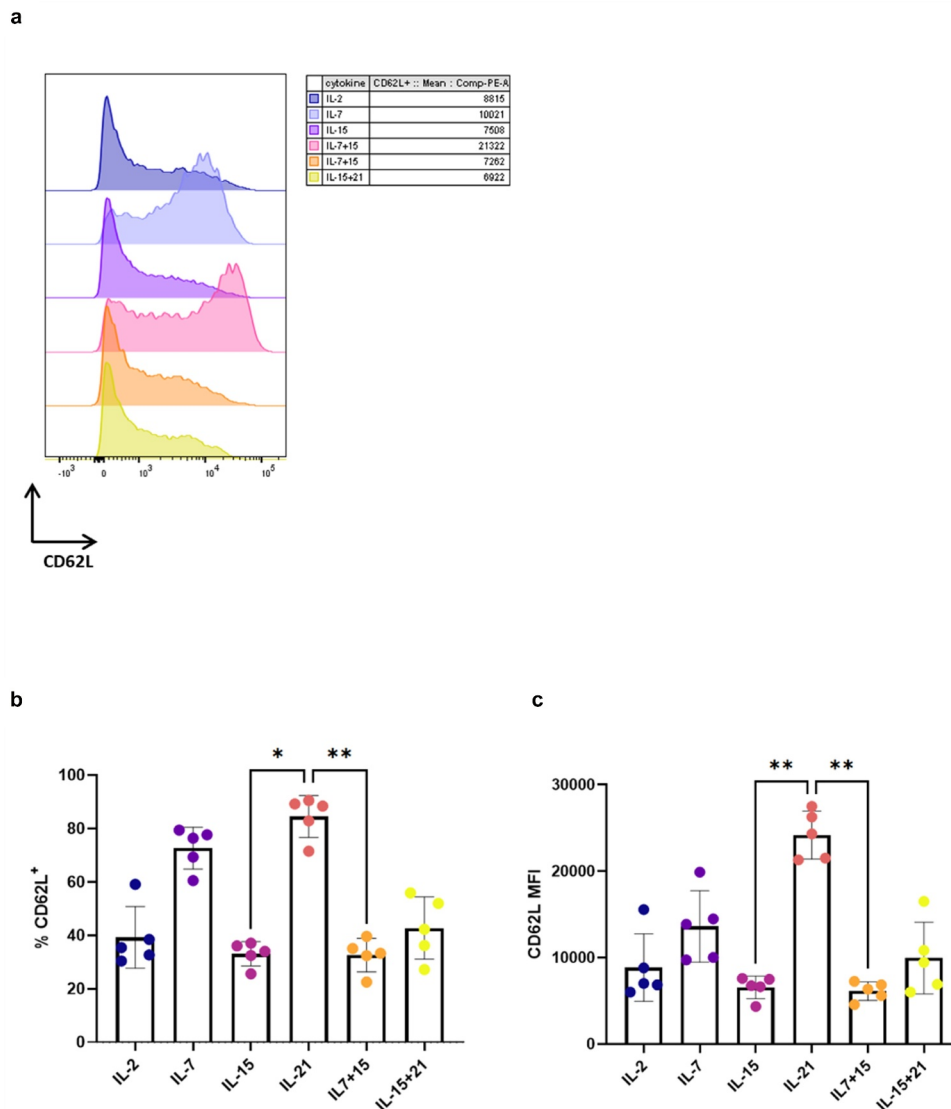 a
cytokine CD62L+ :: Mean : Comp-PE-A
IL-2 8815
IL-7 10021
IL-15 7508
IL-7+15 21322
IL-7+15 7262
IL-15+21 6922
-10³ 0 10³ 10⁴ 10⁵
CD62L
b
* **
100
80
60
40
20
0
% CD62L⁺
IL-2 IL-7 IL-15 IL-21 IL7+15 IL-15+21
c
** **
30000
20000
10000
0
CD62L MFI
IL-2 IL-7 IL-15 IL-21 IL7+15 IL-15+21